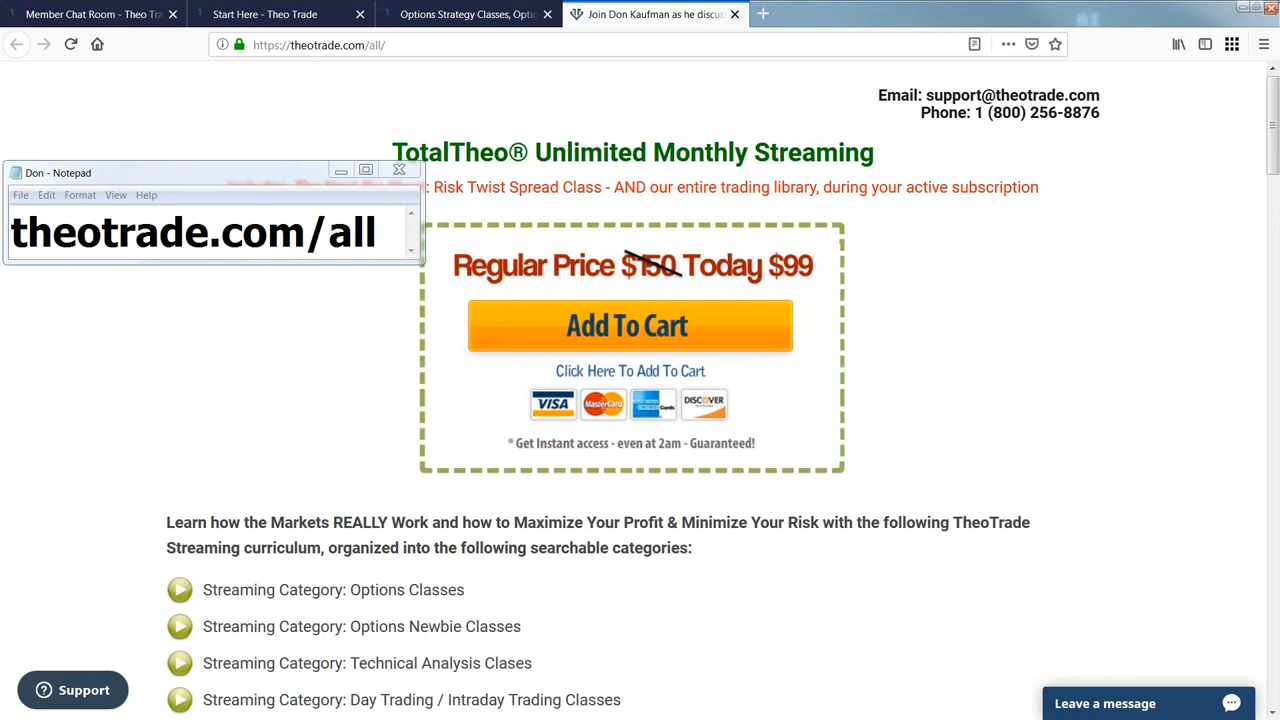 Member Chat Room - Theo Tra
Start Here - Theo Trade
Options Strategy Classes, Optio
Join Don Kaufman as he discus
https://theotrade.com/all/
Email: support@theotrade.com
Phone: 1 (800) 256-8876
TotalTheo® Unlimited Monthly Streaming
: Risk Twist Spread Class - AND our entire trading library, during your active subscription
Don - Notepad
File Edit Format View Help
theotrade.com/all
Regular Price $150 Today $99
Add To Cart
Click Here To Add To Cart
VISA MasterCard AMERICAN EXPRESS Cards DISCOVER NETWORK
* Get Instant access - even at 2am - Guaranteed!
Learn how the Markets REALLY Work and how to Maximize Your Profit & Minimize Your Risk with the following TheoTrade
Streaming curriculum, organized into the following searchable categories:
Streaming Category: Options Classes
Streaming Category: Options Newbie Classes
Streaming Category: Technical Analysis Clases
Streaming Category: Day Trading / Intraday Trading Classes
Support
Leave a message